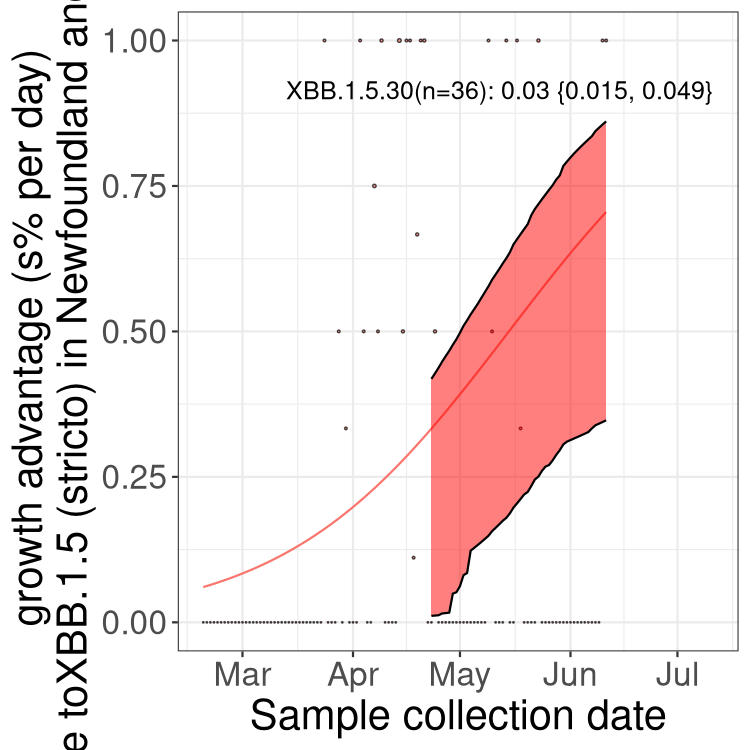 growth advantage (s% per day)
toXBB.1.5 (stricto) in Newfoundland
1.00
0.75
0.50
0.25
0.00
XBB.1.5.30(n=36): 0.03 {0.015, 0.049}
Mar Apr May Jun Jul
Sample collection date